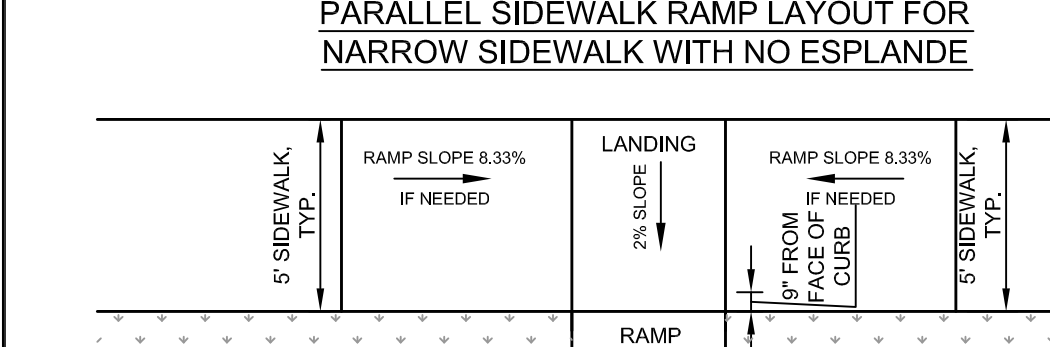 PARALLEL SIDEWALK RAMP LAYOUT FOR
NARROW SIDEWALK WITH NO ESPLANDE
5' SIDEWALK,
TYP.
RAMP SLOPE 8.33%
IF NEEDED
LANDING
2% SLOPE
RAMP SLOPE 8.33%
IF NEEDED
9" FROM
FACE OF
CURB
5' SIDEWALK,
TYP.
RAMP